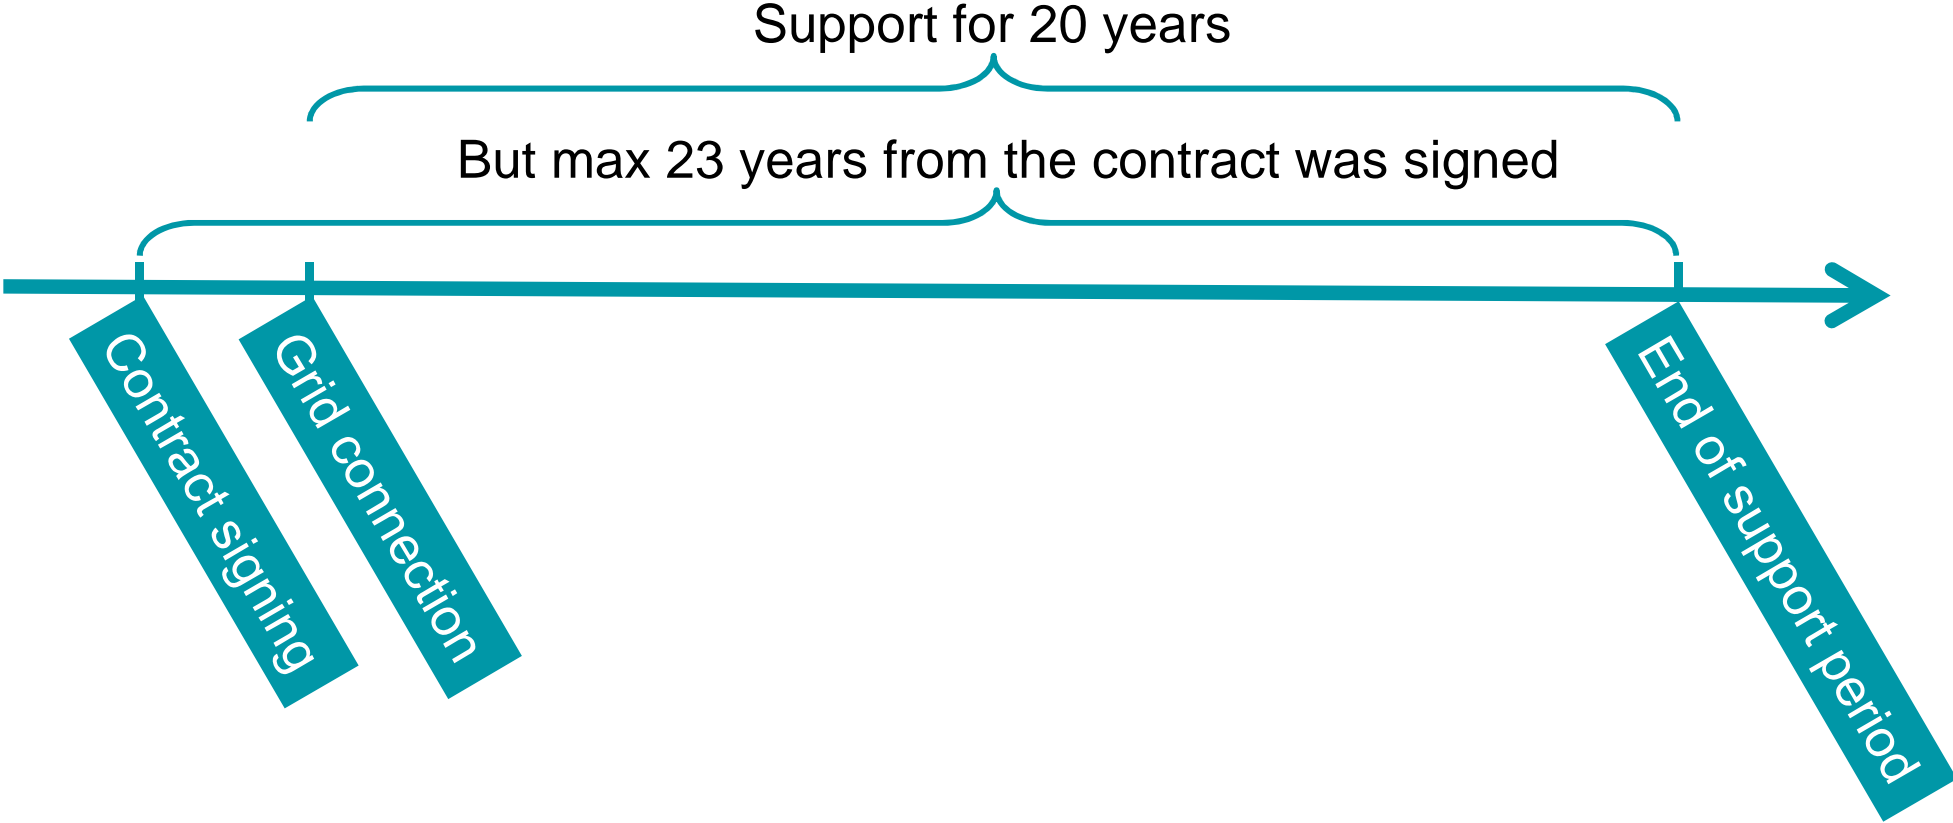 Support for 20 years
But max 23 years from the contract was signed
Contract signing
Grid connection
End of support period